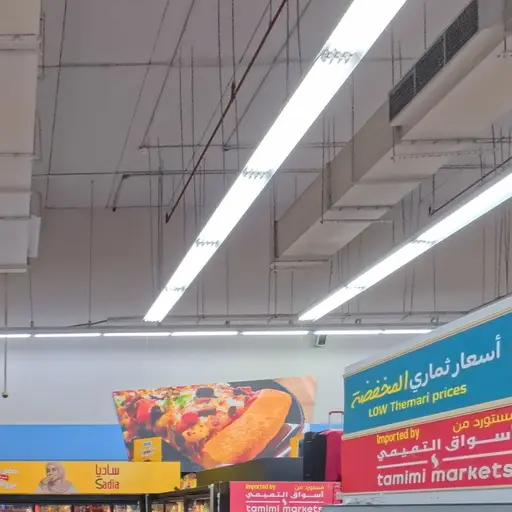 أسعار ثماري المخفضة
LOW Themari prices
Imported by مستورد من
أسواق التميمي
tamimi markets
ساديا
Sadia
Imported by مستورد من
أسواق التميمي
tamimi markets